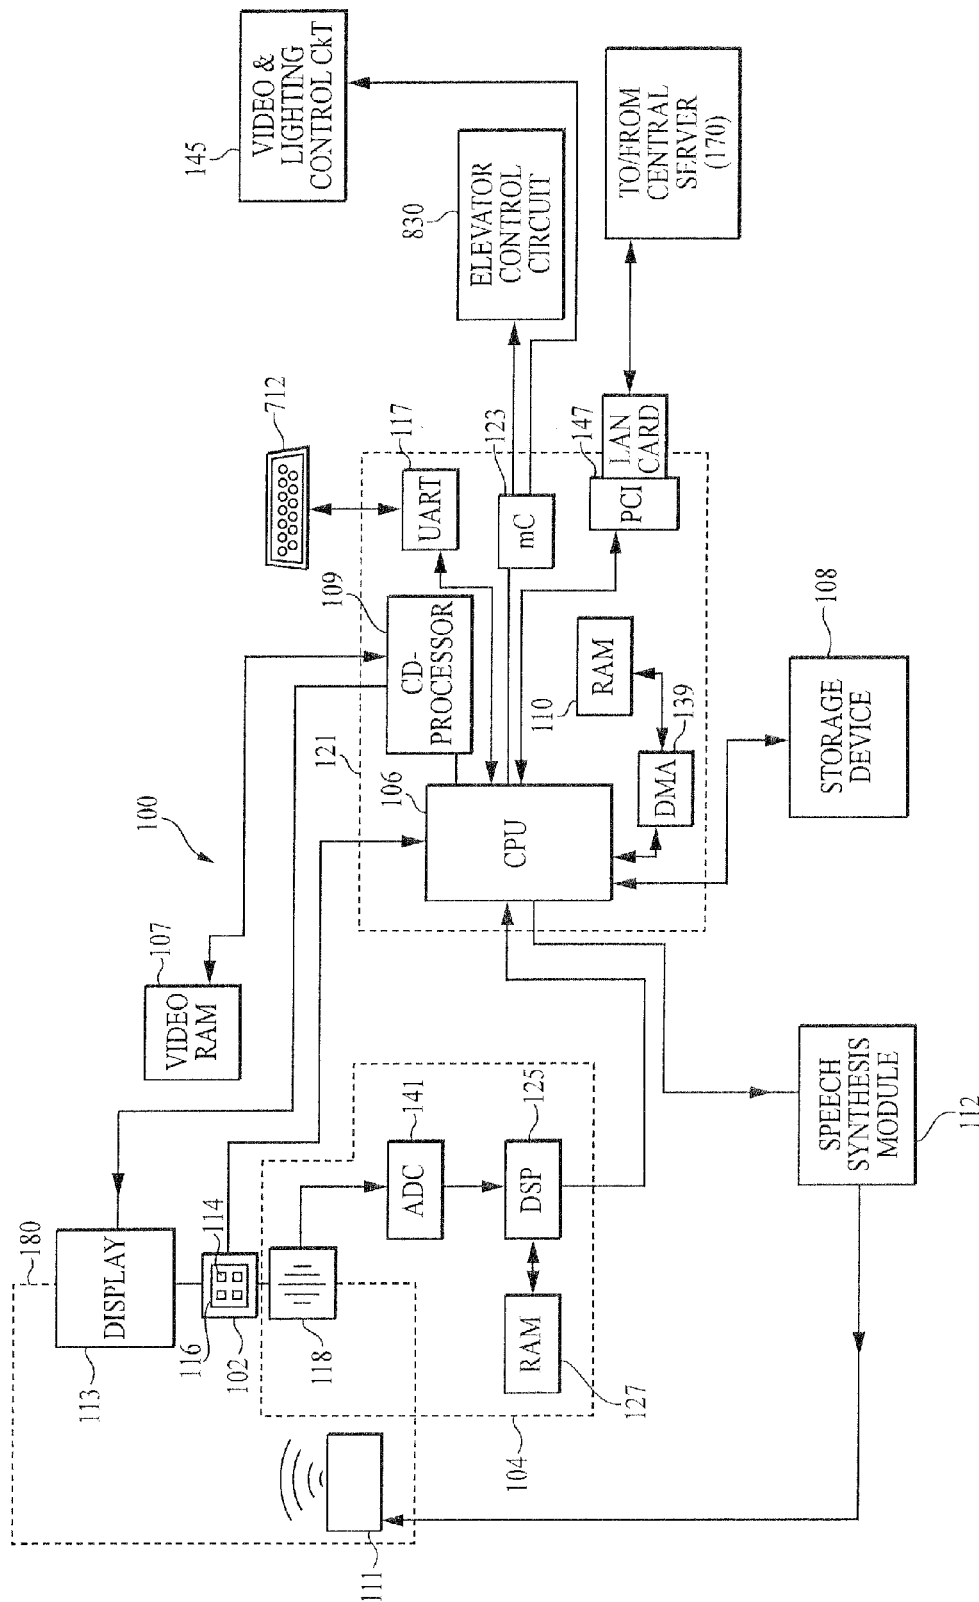 100
180
DISPLAY
113
116
114
102
118
111
104
ADC
141
DSP
125
RAM
127
VIDEO
RAM
107
121
CD-
PROCESSOR
109
CPU
106
UART
117
712
mC
123
PCI
LAN
CARD
147
RAM
110
DMA
139
STORAGE
DEVICE
108
SPEECH
SYNTHESIS
MODULE
112
VIDEO &
LIGHTING
CONTROL CkT
145
ELEVATOR
CONTROL
CIRCUIT
830
TO/FROM
CENTRAL
SERVER
(170)